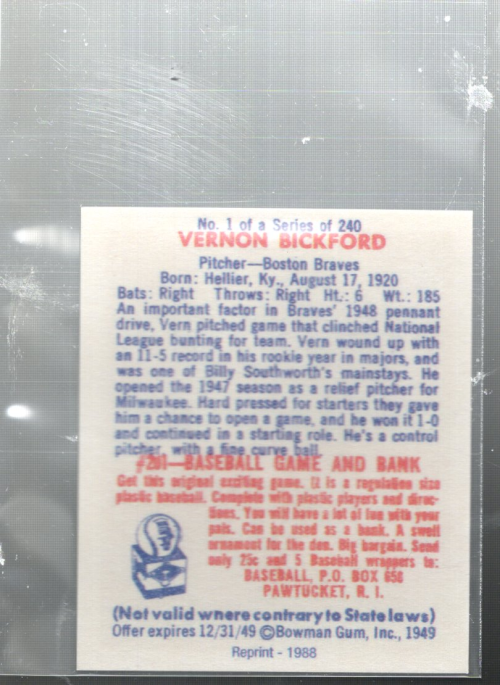 No. 1 of a Series of 240
VERNON BICKFORD
Pitcher—Boston Braves
Born: Hellier, Ky., August 17, 1920
Bats: Right Throws: Right Ht.: 6 Wt.: 185
An important factor in Braves' 1948 pennant
drive, Vern pitched game that clinched National
League bunting for team. Vern wound up with
an 11-5 record in his rookie year in majors, and
was one of Billy Southworth's mainstays. He
opened the 1947 season as a relief pitcher for
Milwaukee. Hard pressed for starters they gave
him a chance to open a game, and he won it 1-0
and continued in a starting role. He's a control
pitcher, with a fine curve ball.
#201—BASEBALL GAME AND BANK
Get this original exciting game. It is a regulation size
plastic baseball. Complete with plastic players and direc-
tions. You will have a lot of fun with your
pals. Can be used as a bank. A swell
ornament for the den. Big bargain. Send
only 25c and 5 Baseball wrappers to:
BASEBALL, P.O. BOX 658
PAWTUCKET, R. I.
(Not valid where contrary to State laws)
Offer expires 12/31/49 ©Bowman Gum, Inc., 1949
Reprint - 1988